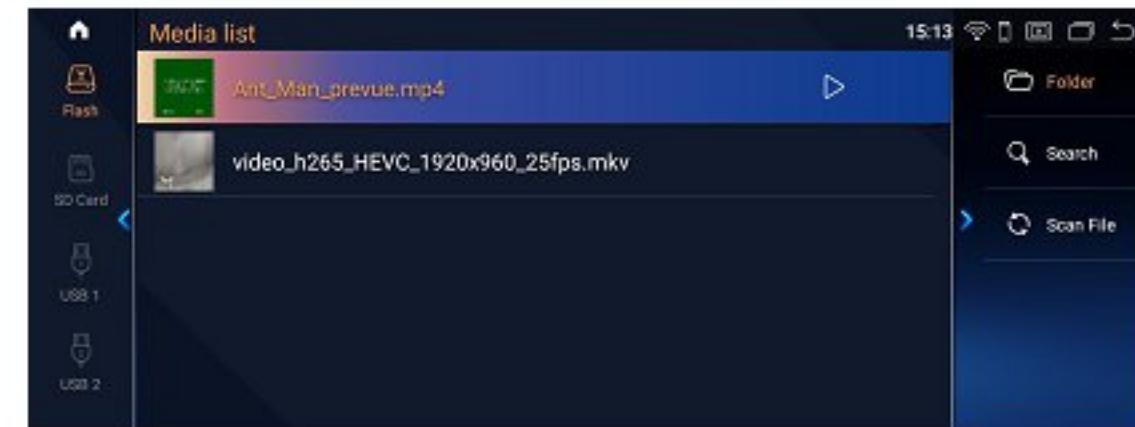 Media list
15:13
Flash
SD Card
USB 1
USB 2
Ant_Man_prevue.mp4
video_h265_HEVC_1920x960_25fps.mkv
Folder
Search
Scan File